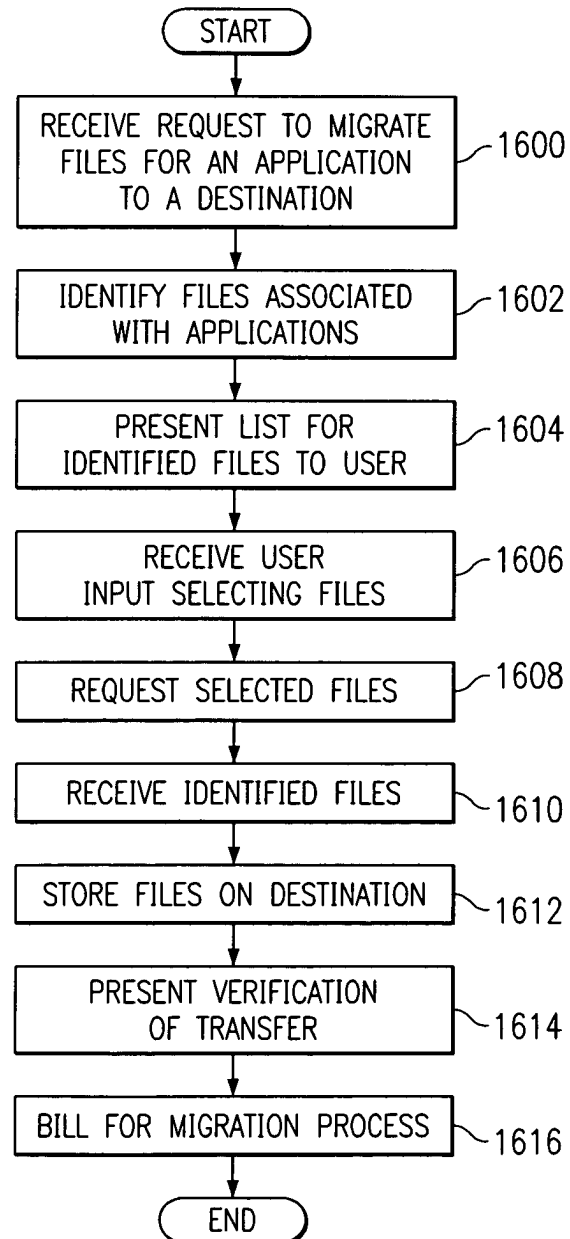 START
RECEIVE REQUEST TO MIGRATE
FILES FOR AN APPLICATION
TO A DESTINATION
1600
IDENTIFY FILES ASSOCIATED
WITH APPLICATIONS
1602
PRESENT LIST FOR
IDENTIFIED FILES TO USER
1604
RECEIVE USER
INPUT SELECTING FILES
1606
REQUEST SELECTED FILES
1608
RECEIVE IDENTIFIED FILES
1610
STORE FILES ON DESTINATION
1612
PRESENT VERIFICATION
OF TRANSFER
1614
BILL FOR MIGRATION PROCESS
1616
END